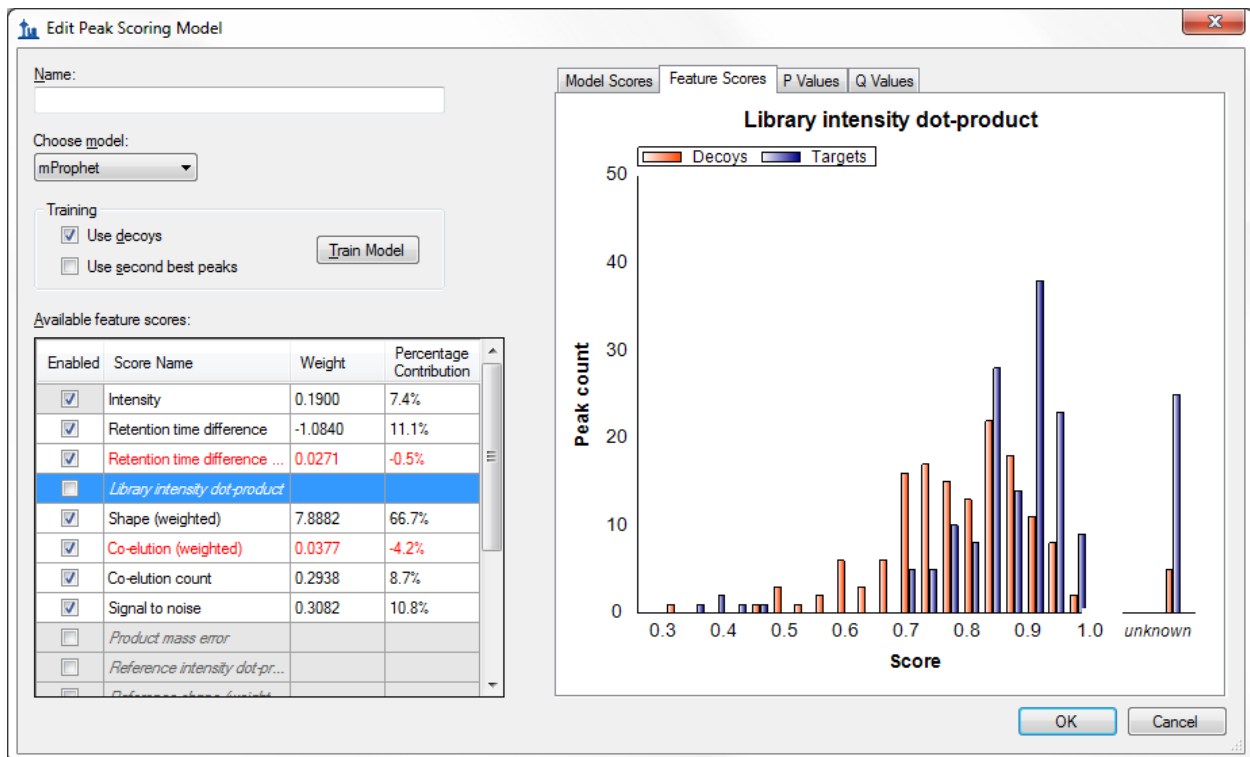 Edit Peak Scoring Model
Name:
Choose model:
mProphet
Training
Use decoys
Use second best peaks
Train Model
Available feature scores:
Enabled Score Name Weight Percentage Contribution
Intensity 0.1900 7.4%
Retention time difference -1.0840 11.1%
Retention time difference ... 0.0271 -0.5%
Library intensity dot-product
Shape (weighted) 7.8882 66.7%
Co-elution (weighted) 0.0377 -4.2%
Co-elution count 0.2938 8.7%
Signal to noise 0.3082 10.8%
Product mass error
Reference intensity dot-pr...
Model Scores Feature Scores P Values Q Values
Library intensity dot-product
Decoys Targets
50
40
30
20
10
0
Peak count
0.3 0.4 0.5 0.6 0.7 0.8 0.9 1.0 unknown
Score
OK Cancel